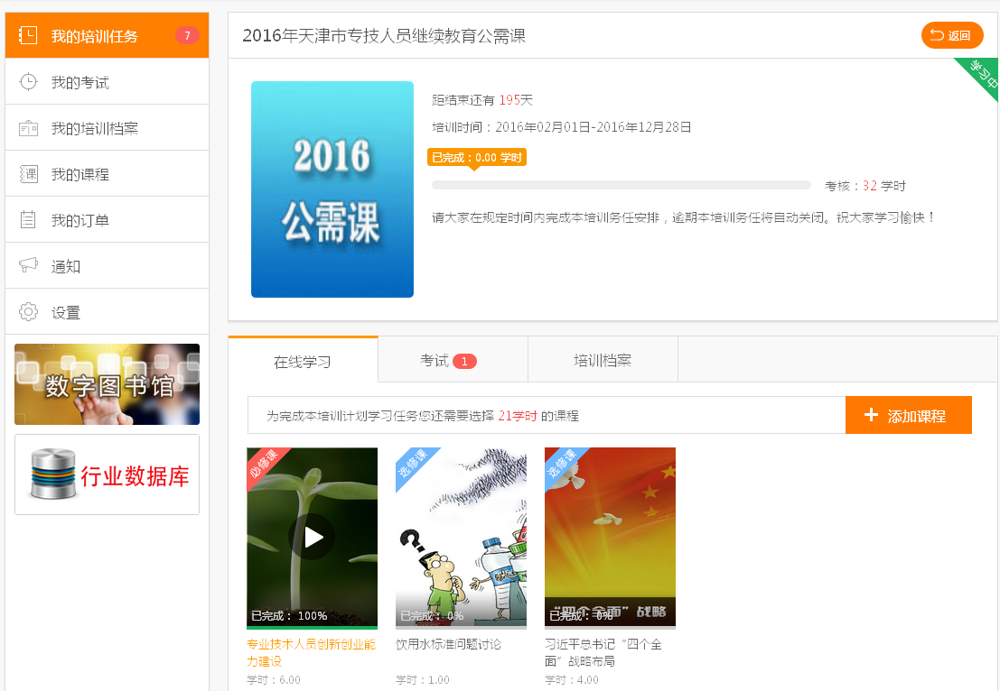 我的培训任务 7
我的考试
我的培训档案
我的课程
我的订单
通知
设置
数字图书馆
行业数据库
2016年天津市专技人员继续教育公需课
返回
学习中
2016
公需课
距结束还有 195天
培训时间：2016年02月01日-2016年12月28日
已完成：0.00 学时
考核：32 学时
请大家在规定时间内完成本培训务任安排，逾期本培训务任将自动关闭。祝大家学习愉快！
在线学习
考试 1
培训档案
为完成本培训计划学习任务您还需要选择 21学时 的课程
+ 添加课程
必修课
已完成： 100%
专业技术人员创新创业能
力建设
学时：6.00
选修课
已完成： 0%
饮用水标准问题讨论
学时：1.00
选修课
“四个全面”战略
已完成： 0%
习近平总书记“四个全
面”战略布局
学时：4.00